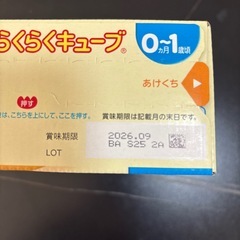 らくらくキューブ®
0ヵ月～1歳頃
あけぐち
押す
は、こちらを上にして、ここを押す。
賞味期限は記載月の末日です。
賞味期限 2026.09
LOT BA S25 2A